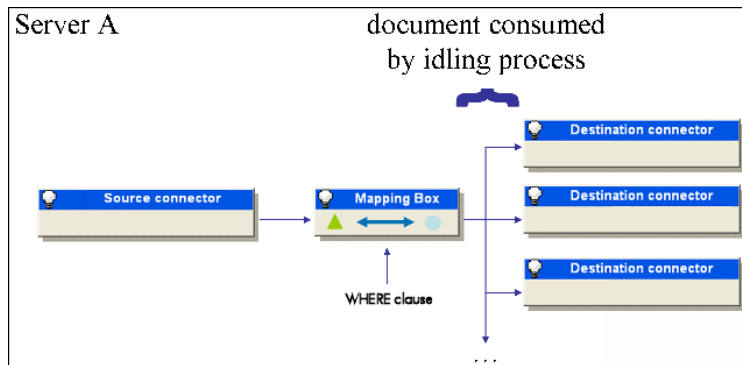 Server A
document consumed
by idling process
Destination connector
Source connector
Mapping Box
Destination connector
Destination connector
WHERE clause
...